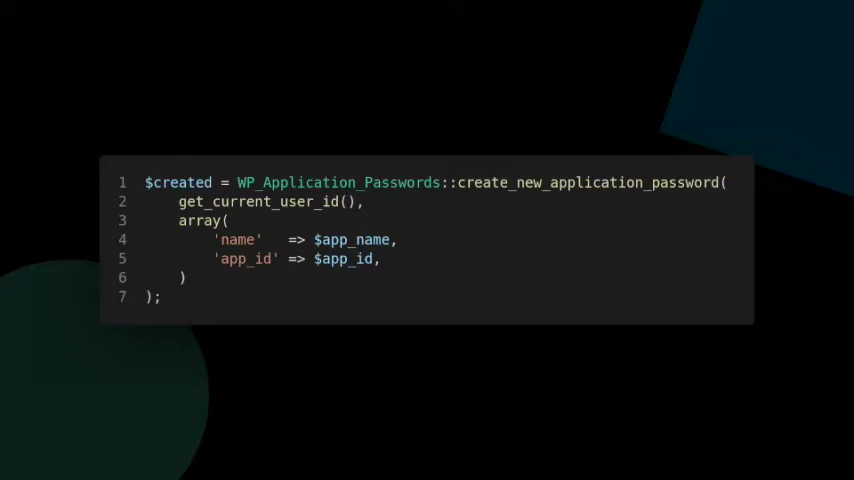 1 $created = WP_Application_Passwords::create_new_application_password(
2     get_current_user_id(),
3     array(
4         'name'   => $app_name,
5         'app_id' => $app_id,
6     )
7 );